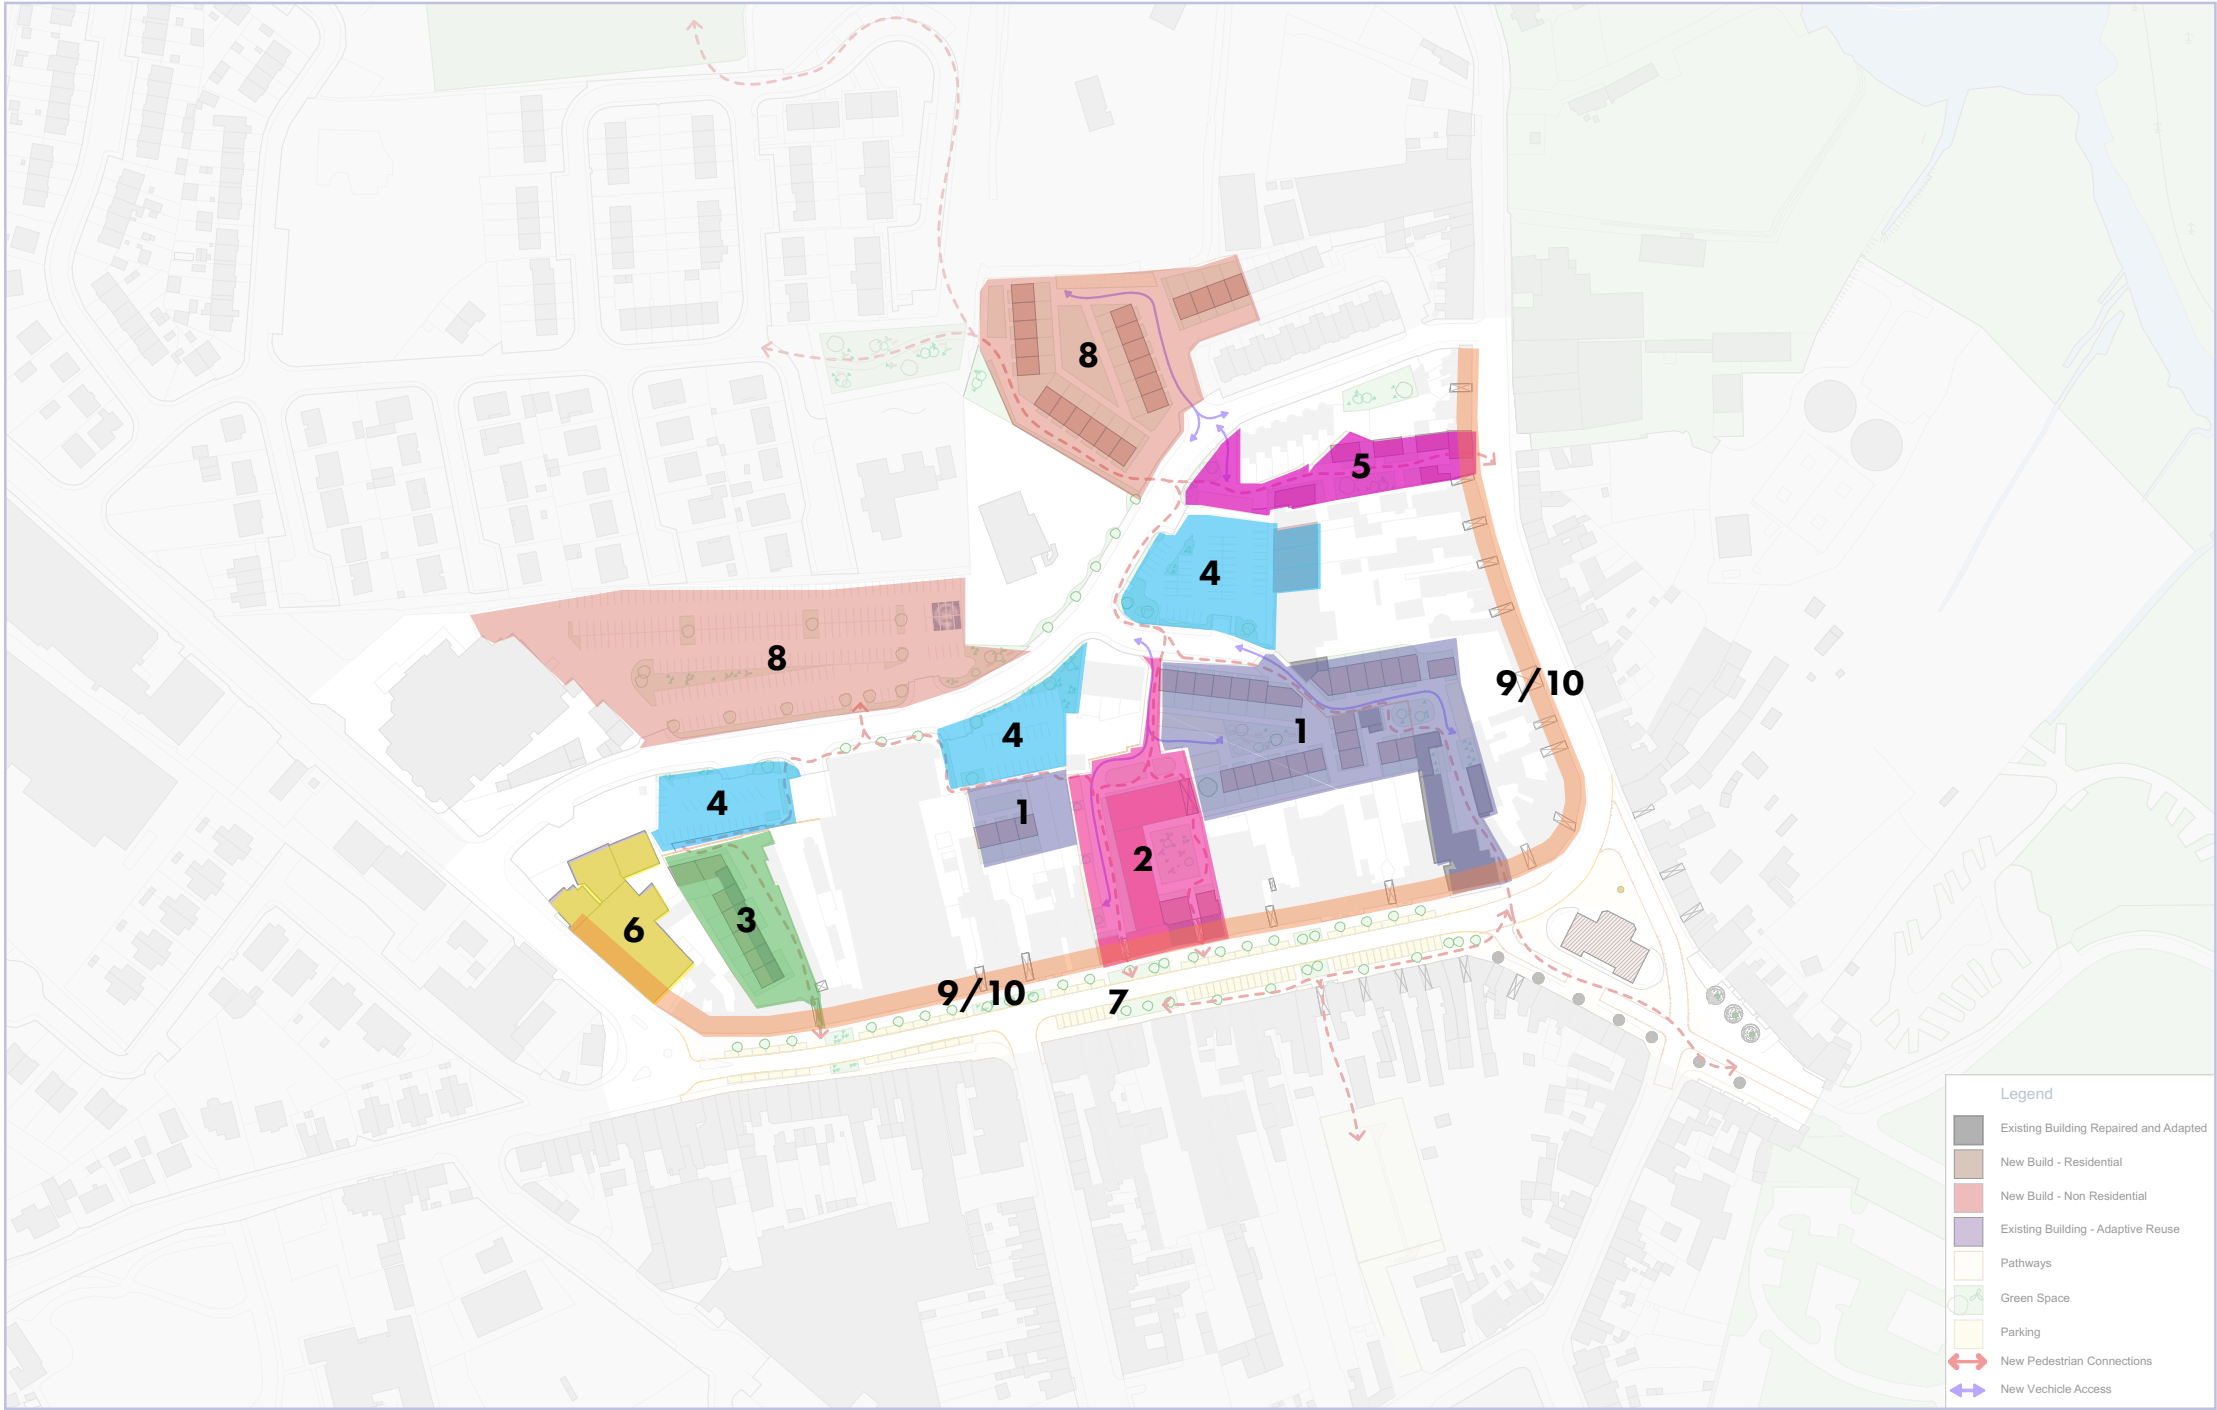 8
5
4
8
9/10
4
1
4
1
2
3
6
9/10
7
Legend
Existing Building Repaired and Adapted
New Build - Residential
New Build - Non Residential
Existing Building - Adaptive Reuse
Pathways
Green Space
Parking
New Pedestrian Connections
New Vechicle Access